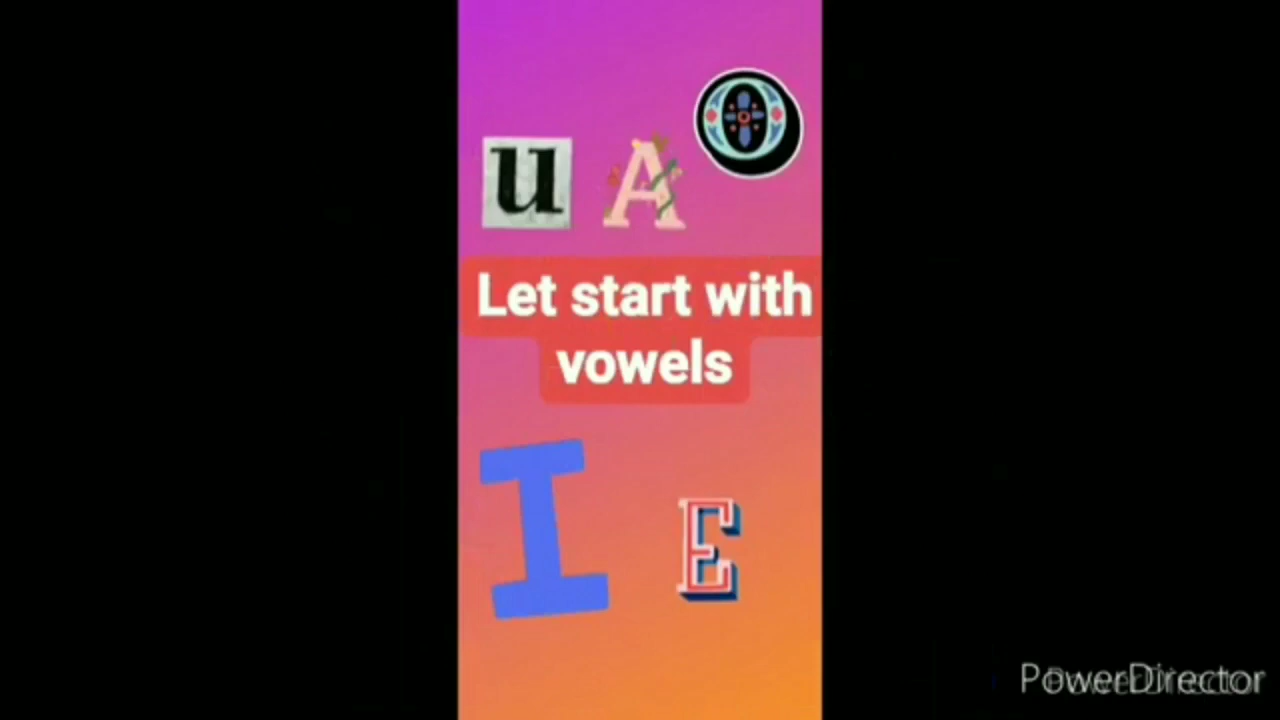 u A O
Let start with
vowels
I E
PowerDirector